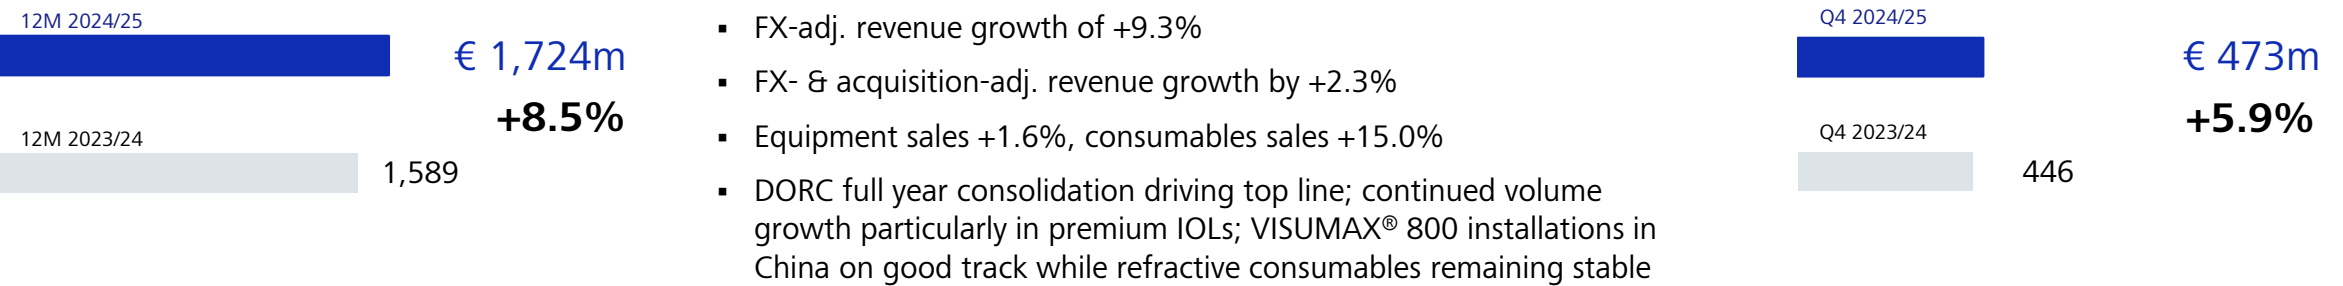 12M 2024/25
€ 1,724m
+8.5%
12M 2023/24
1,589
▪ FX-adj. revenue growth of +9.3%
▪ FX- & acquisition-adj. revenue growth by +2.3%
▪ Equipment sales +1.6%, consumables sales +15.0%
▪ DORC full year consolidation driving top line; continued volume
growth particularly in premium IOLs; VISUMAX® 800 installations in
China on good track while refractive consumables remaining stable
Q4 2024/25
€ 473m
+5.9%
Q4 2023/24
446